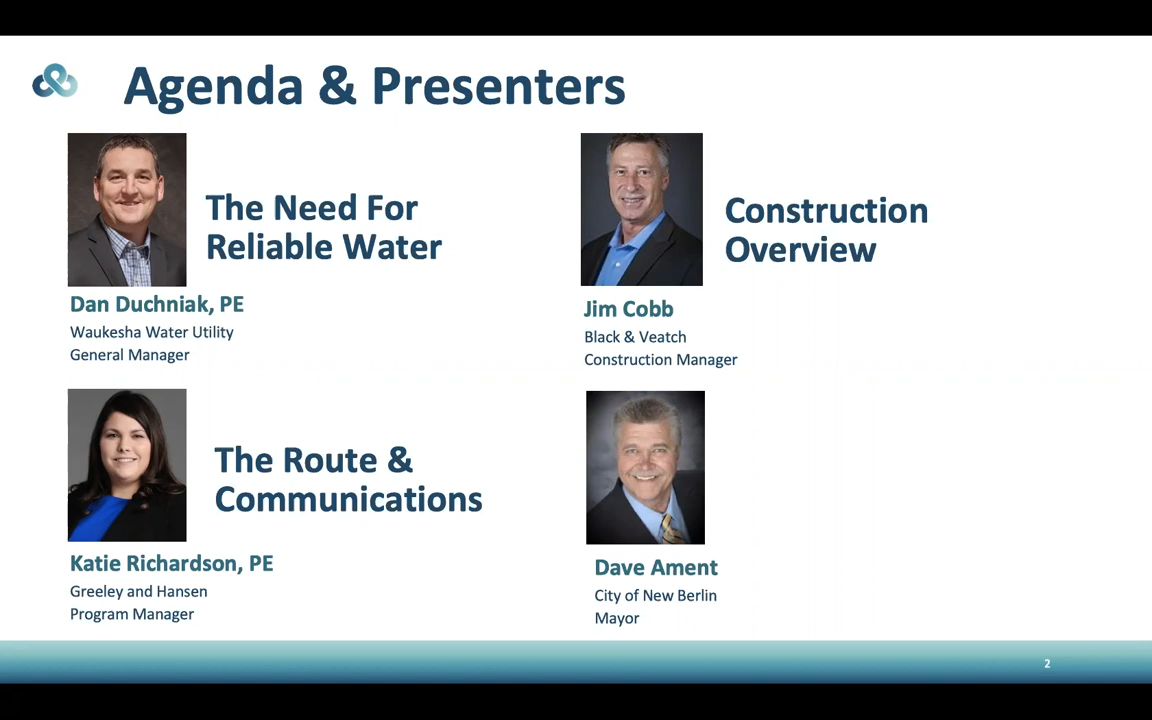 Agenda & Presenters
The Need For
Reliable Water
Dan Duchniak, PE
Waukesha Water Utility
General Manager
Construction
Overview
Jim Cobb
Black & Veatch
Construction Manager
The Route &
Communications
Katie Richardson, PE
Greeley and Hansen
Program Manager
Dave Ament
City of New Berlin
Mayor
2